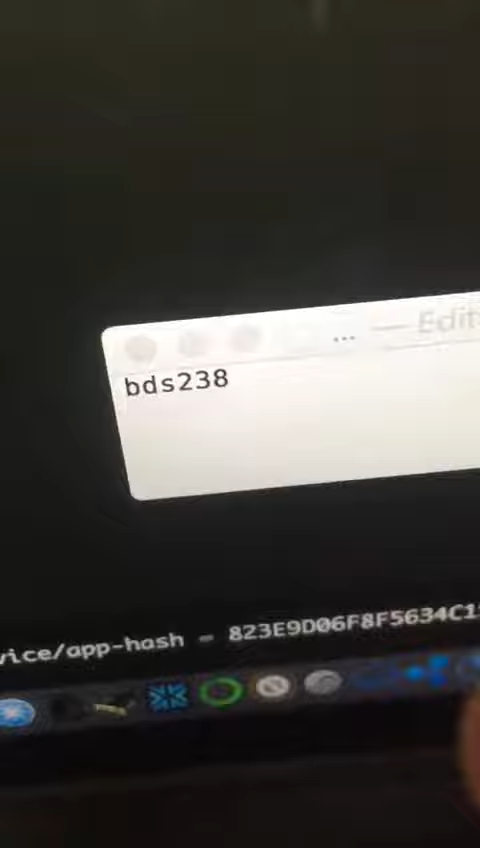 ... — Edit
bds238
vice/app-hash = 823E9D06F8F5634C1